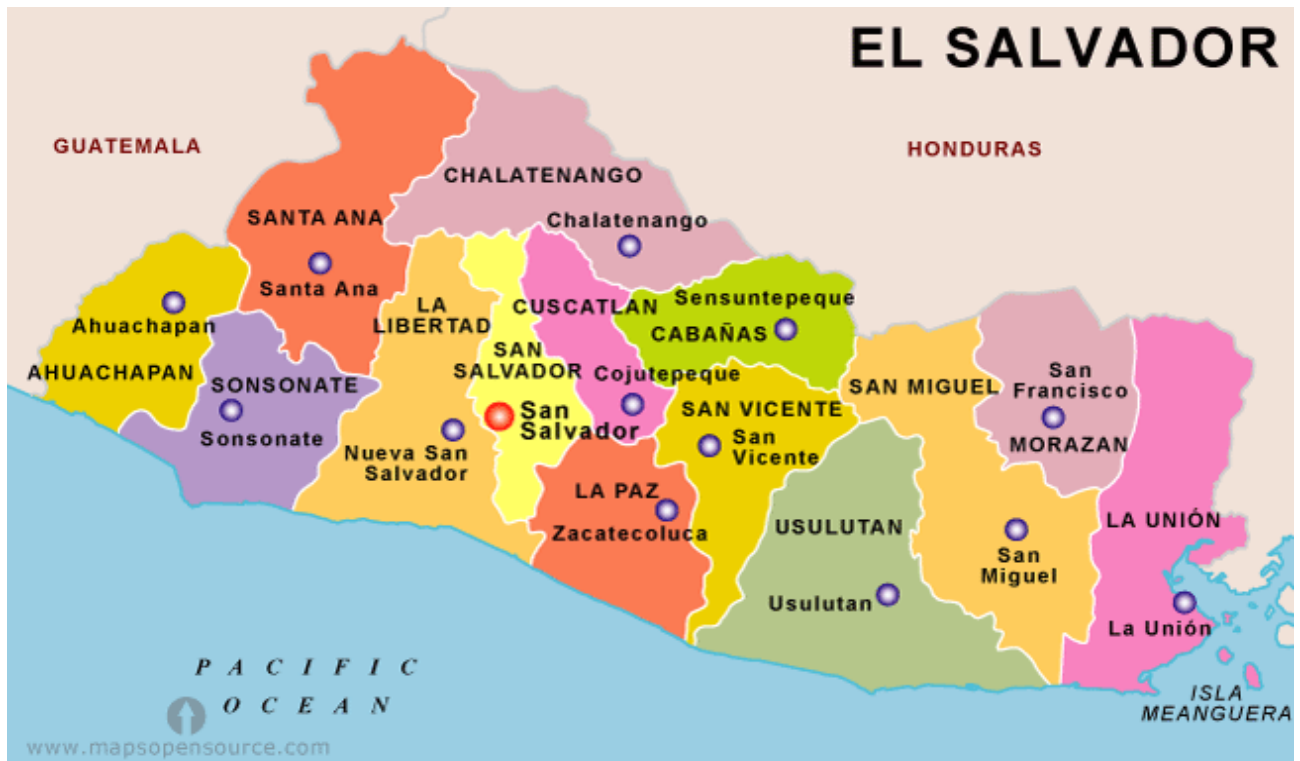 EL SALVADOR
GUATEMALA
HONDURAS
CHALATENANGO
Chalatenango
SANTA ANA
Santa Ana
Ahuachapan
AHUACHAPAN
SONSONATE
Sonsonate
LA
LIBERTAD
Nueva San
Salvador
SAN
SALVADOR
San
Salvador
CUSCATLAN
Cojutepeque
Sensuntepeque
CABAÑAS
SAN VICENTE
San
Vicente
LA PAZ
Zacatecoluca
USULUTAN
Usulutan
SAN MIGUEL
San
Miguel
San
Francisco
MORAZAN
LA UNIÓN
La Unión
ISLA
MEANGUERA
PACIFIC
OCEAN
www.mapsopensource.com